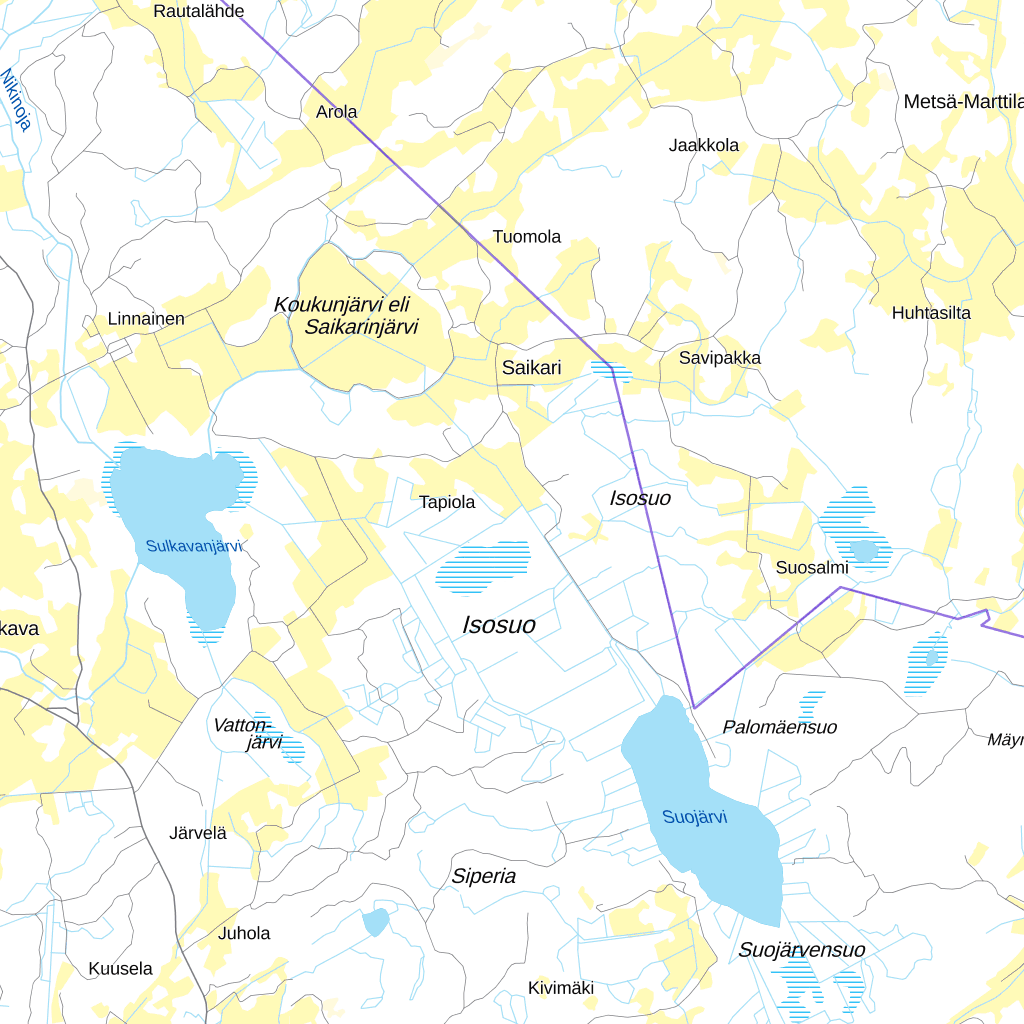 Rautalähde
Nikinoja
Arola
Metsä-Marttila
Jaakkola
Tuomola
Koukunjärvi eli
Saikarinjärvi
Linnainen
Huhtasilta
Saikari
Savipakka
Tapiola
Isosuo
Sulkavanjärvi
Suosalmi
Isosuo
kava
Vatton-
järvi
Palomäensuo
Mäyr
Suojärvi
Järvelä
Siperia
Juhola
Suojärvensuo
Kuusela
Kivimäki